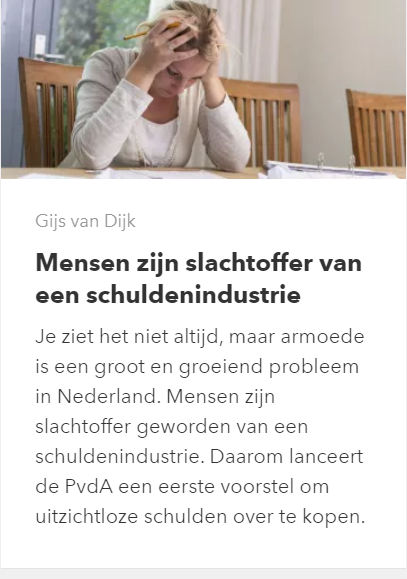 Gijs van Dijk
Mensen zijn slachtoffer van
een schuldenindustrie
Je ziet het niet altijd, maar armoede
is een groot en groeiend probleem
in Nederland. Mensen zijn
slachtoffer geworden van een
schuldenindustrie. Daarom lanceert
de PvdA een eerste voorstel om
uitzichtloze schulden over te kopen.